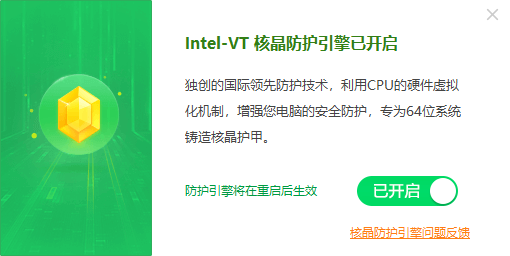 Intel-VT 核晶防护引擎已开启
独创的国际领先防护技术，利用CPU的硬件虚拟
化机制，增强您电脑的安全防护，专为64位系统
铸造核晶护甲。
防护引擎将在重启后生效
已开启
核晶防护引擎问题反馈